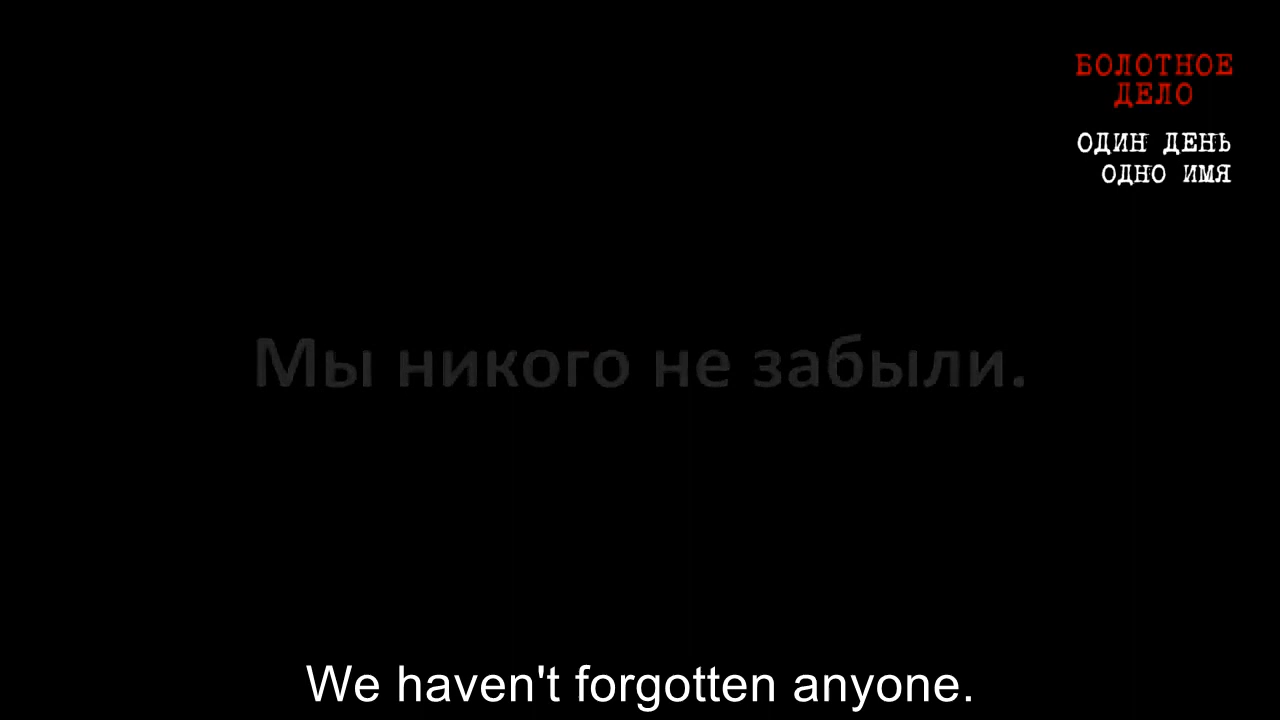 БОЛОТНОЕ
ДЕЛО
ОДИН ДЕНЬ
ОДНО ИМЯ
Мы никого не забыли.
We haven't forgotten anyone.